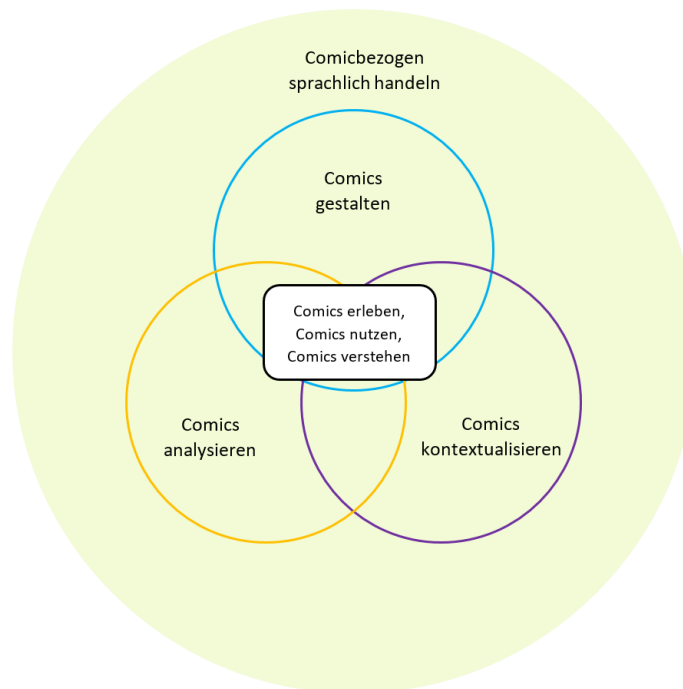 Comicbezogen
sprachlich handeln
Comics
gestalten
Comics erleben,
Comics nutzen,
Comics verstehen
Comics
analysieren
Comics
kontextualisieren